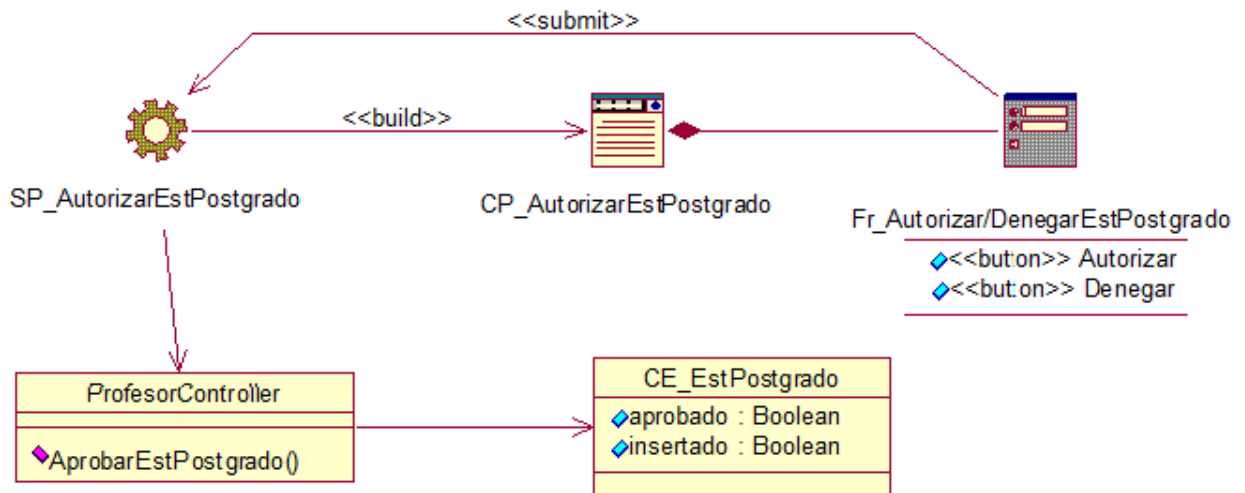 <<submit>>
<<build>>
SP_AutorizarEstPostgrado
CP_AutorizarEstPostgrado
Fr_Autorizar/DenegarEstPostgrado
<<button>> Autorizar
<<button>> Denegar
ProfesorController
AprobarEstPostgrado()
CE_EstPostgrado
aprobado : Boolean
insertado : Boolean